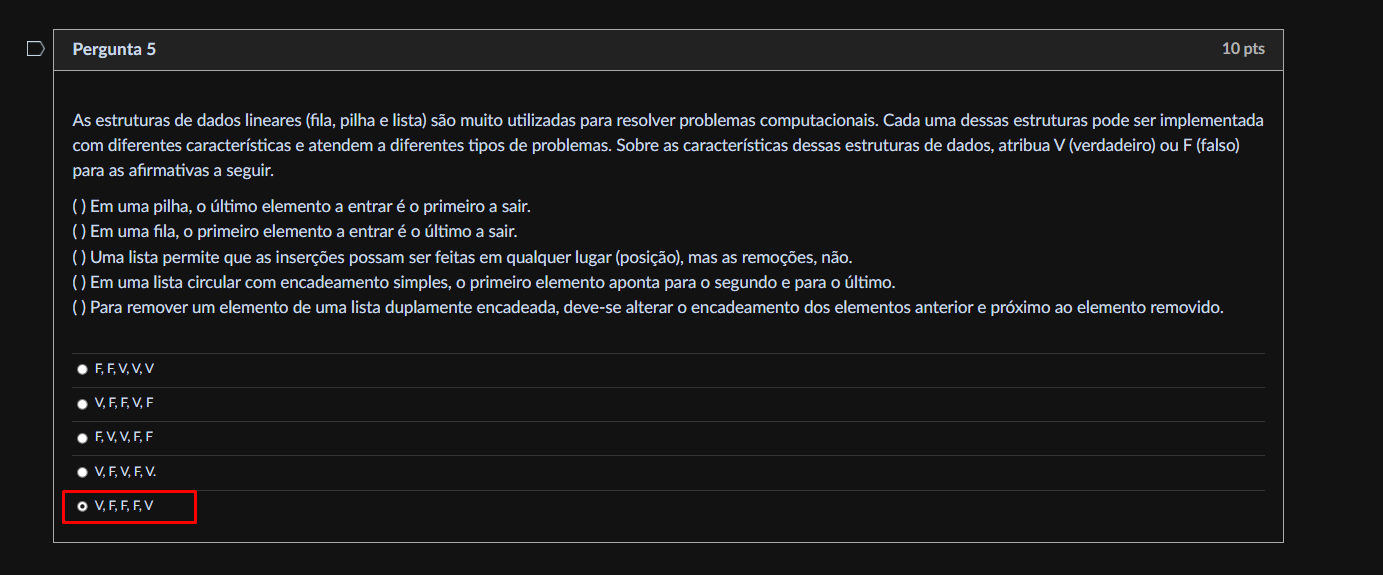 Pergunta 5
10 pts
As estruturas de dados lineares (fila, pilha e lista) são muito utilizadas para resolver problemas computacionais. Cada uma dessas estruturas pode ser implementada
com diferentes características e atendem a diferentes tipos de problemas. Sobre as características dessas estruturas de dados, atribua V (verdadeiro) ou F (falso)
para as afirmativas a seguir.
( ) Em uma pilha, o último elemento a entrar é o primeiro a sair.
( ) Em uma fila, o primeiro elemento a entrar é o último a sair.
( ) Uma lista permite que as inserções possam ser feitas em qualquer lugar (posição), mas as remoções, não.
( ) Em uma lista circular com encadeamento simples, o primeiro elemento aponta para o segundo e para o último.
( ) Para remover um elemento de uma lista duplamente encadeada, deve-se alterar o encadeamento dos elementos anterior e próximo ao elemento removido.
F, F, V, V, V
V, F, F, V, F
F, V, V, F, F
V, F, V, F, V.
V, F, F, F, V